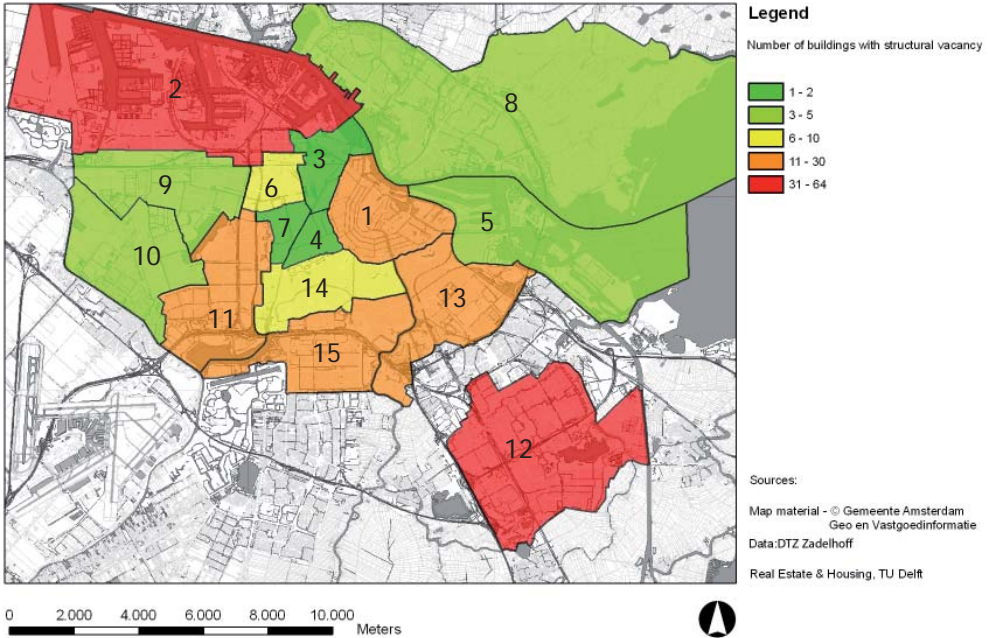 Legend
Number of buildings with structural vacancy
1 - 2
3 - 5
6 - 10
11 - 30
31 - 64
2
8
3
9
6
1
7
5
4
10
14
13
11
15
12
Sources:
Map material - © Gemeente Amsterdam
Geo en Vastgoedinformatie
Data:DTZ Zadelhoff
Real Estate & Housing, TU Delft
0 2.000 4.000 6.000 8.000 10.000
Meters